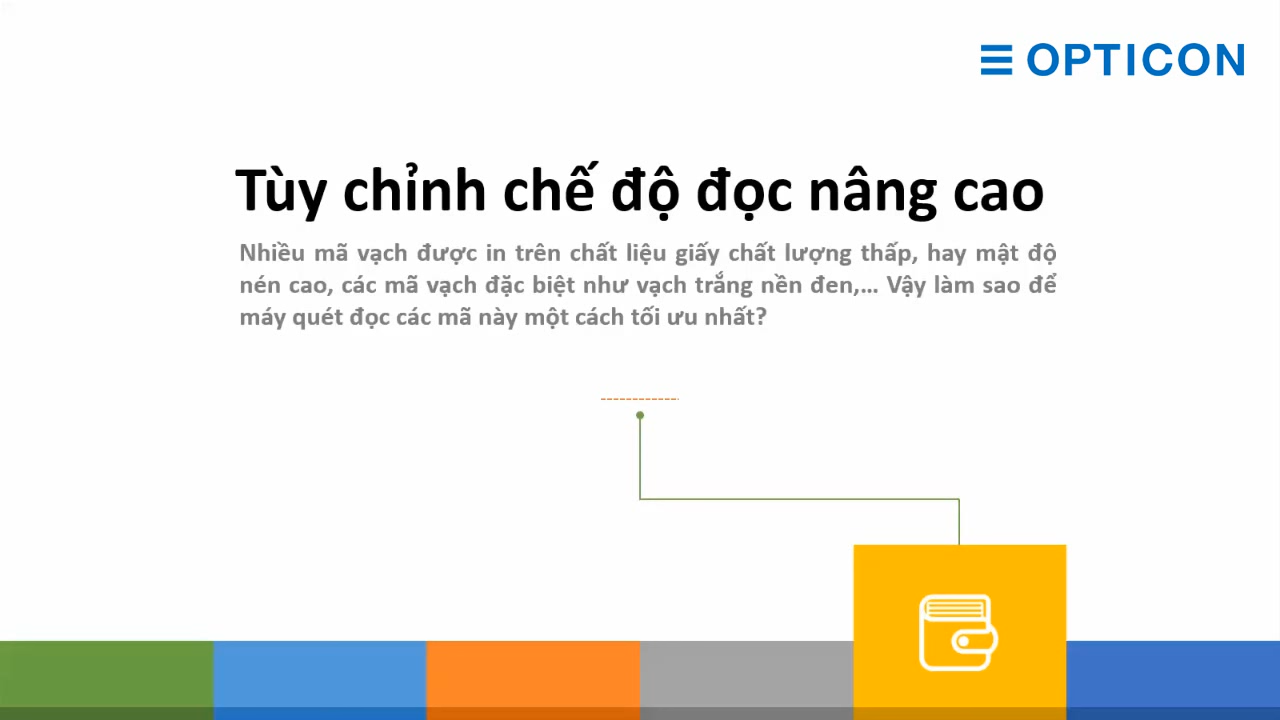 OPTICON
Tùy chỉnh chế độ đọc nâng cao
Nhiều mã vạch được in trên chất liệu giấy chất lượng thấp, hay mật độ
nén cao, các mã vạch đặc biệt như vạch trắng nền đen,... Vậy làm sao để
máy quét đọc các mã này một cách tối ưu nhất?